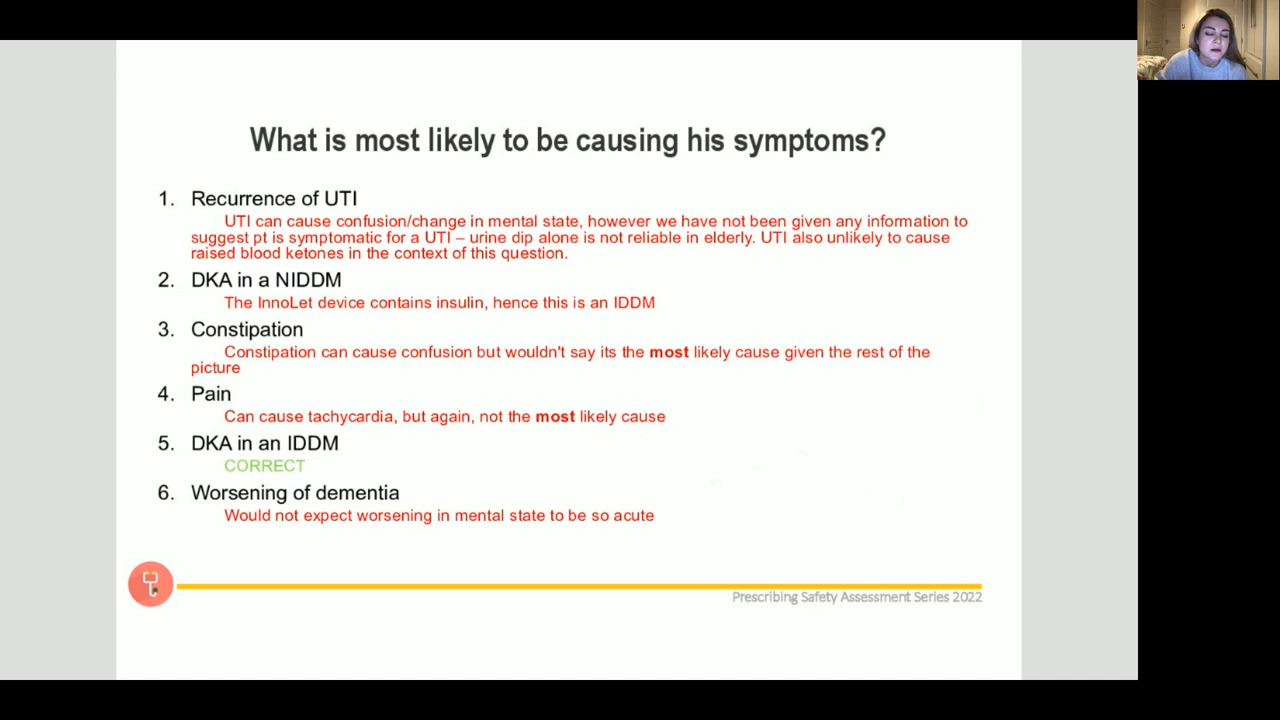 What is most likely to be causing his symptoms?
1. Recurrence of UTI
UTI can cause confusion/change in mental state, however we have not been given any information to
suggest pt is symptomatic for a UTI – urine dip alone is not reliable in elderly. UTI also unlikely to cause
raised blood ketones in the context of this question.
2. DKA in a NIDDM
The InnoLet device contains insulin, hence this is an IDDM
3. Constipation
Constipation can cause confusion but wouldn't say its the most likely cause given the rest of the
picture
4. Pain
Can cause tachycardia, but again, not the most likely cause
5. DKA in an IDDM
CORRECT
6. Worsening of dementia
Would not expect worsening in mental state to be so acute
Prescribing Safety Assessment Series 2022